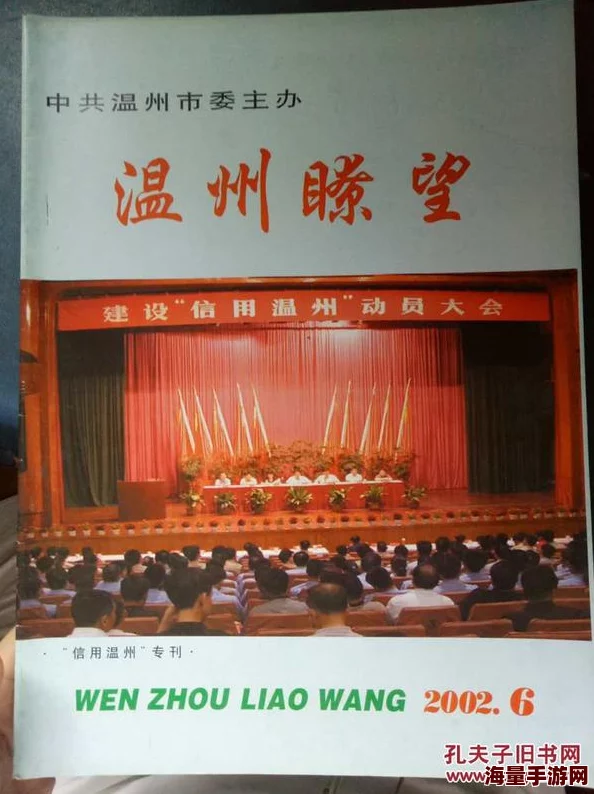 中共温州市委主办
温州瞭望
建设“信用温州”动员大会
·“信用温州”专刊·
WEN ZHOU LIAO WANG 2002.6
孔夫子旧书网
www.海量手游网